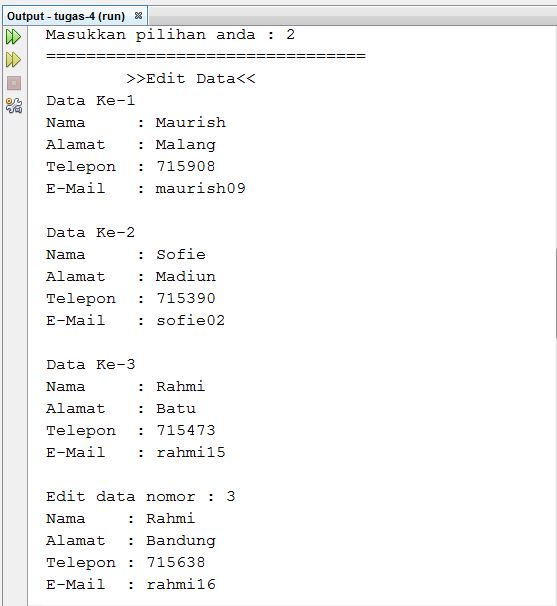 Output - tugas-4 (run)
Masukkan pilihan anda : 2
================================
>>Edit Data<<
Data Ke-1
Nama : Maurish
Alamat : Malang
Telepon : 715908
E-Mail : maurish09
Data Ke-2
Nama : Sofie
Alamat : Madiun
Telepon : 715390
E-Mail : sofie02
Data Ke-3
Nama : Rahmi
Alamat : Batu
Telepon : 715473
E-Mail : rahmi15
Edit data nomor : 3
Nama : Rahmi
Alamat : Bandung
Telepon : 715638
E-Mail : rahmi16